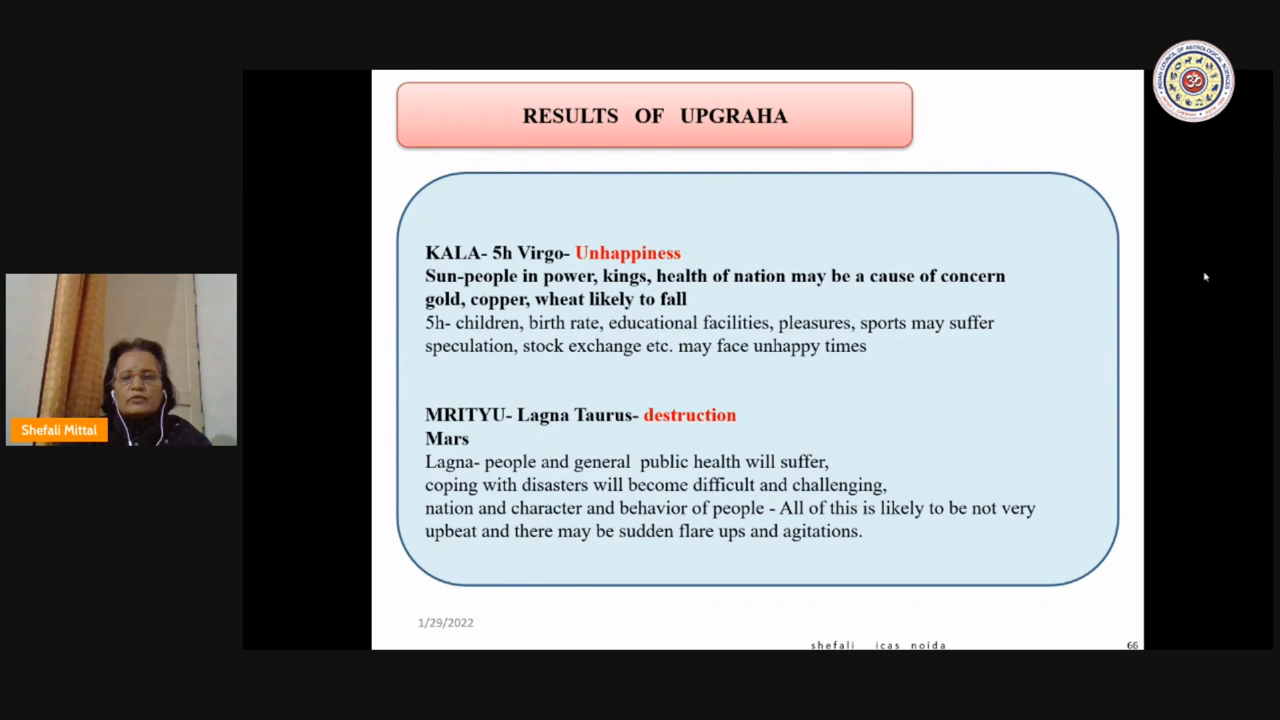 RESULTS OF UPGRAHA
KALA- 5h Virgo- Unhappiness
Sun-people in power, kings, health of nation may be a cause of concern
gold, copper, wheat likely to fall
5h- children, birth rate, educational facilities, pleasures, sports may suffer
speculation, stock exchange etc. may face unhappy times
MRITYU- Lagna Taurus- destruction
Mars
Lagna- people and general public health will suffer,
coping with disasters will become difficult and challenging,
nation and character and behavior of people - All of this is likely to be not very
upbeat and there may be sudden flare ups and agitations.
Shefali Mittal
1/29/2022
shefali icas noida
66
INDIAN COUNCIL OF ASTROLOGICAL SCIENCES
ॐ